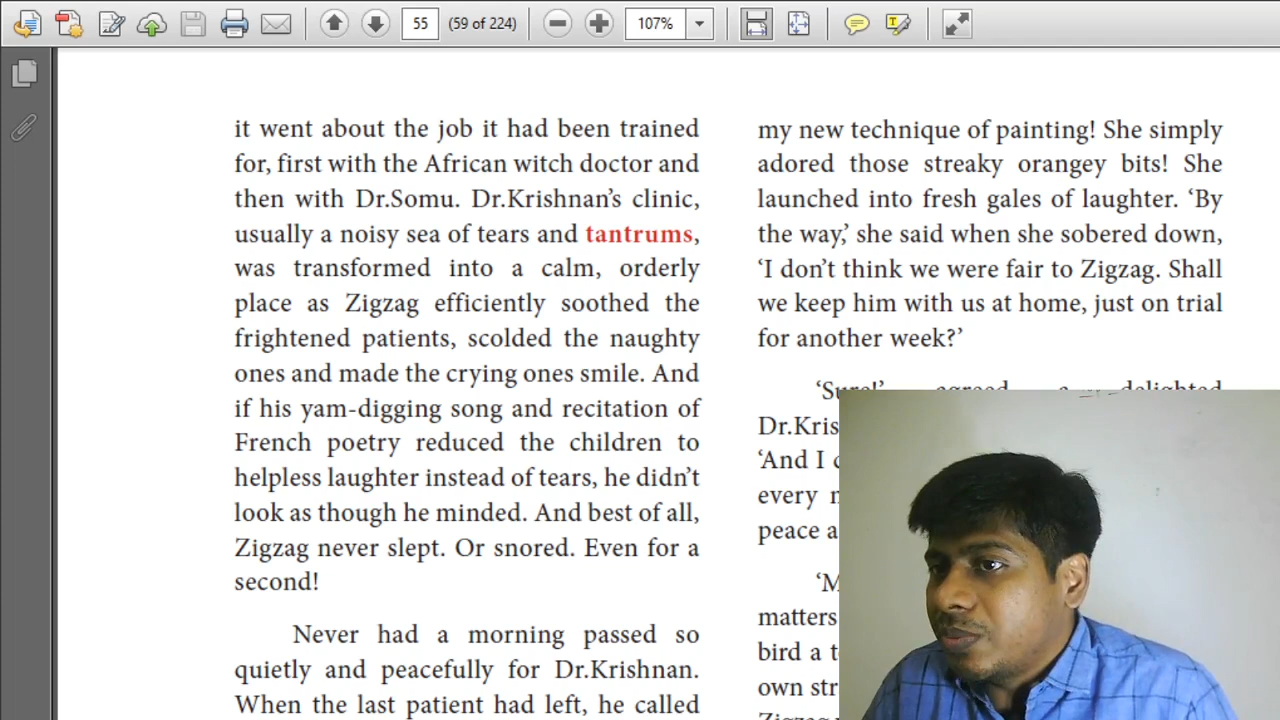 55 (59 of 224) 107%
it went about the job it had been trained
for, first with the African witch doctor and
then with Dr.Somu. Dr.Krishnan’s clinic,
usually a noisy sea of tears and tantrums,
was transformed into a calm, orderly
place as Zigzag efficiently soothed the
frightened patients, scolded the naughty
ones and made the crying ones smile. And
if his yam-digging song and recitation of
French poetry reduced the children to
helpless laughter instead of tears, he didn’t
look as though he minded. And best of all,
Zigzag never slept. Or snored. Even for a
second!
Never had a morning passed so
quietly and peacefully for Dr.Krishnan.
When the last patient had left, he called
my new technique of painting! She simply
adored those streaky orangey bits! She
launched into fresh gales of laughter. ‘By
the way,’ she said when she sobered down,
‘I don’t think we were fair to Zigzag. Shall
we keep him with us at home, just on trial
for another week?’
‘Sure!’ agreed a delighted
‘And I
every
peace
matters
bird a
own